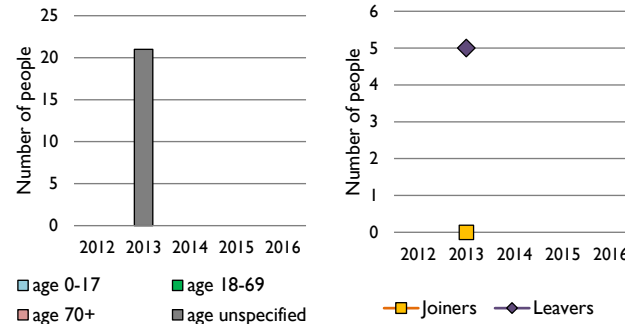 Number of people
25
20
15
10
5
0
2012 2013 2014 2015 2016
age 0-17 age 18-69
age 70+ age unspecified
Number of people
6
5
4
3
2
1
0
2012 2013 2014 2015 2016
Joiners Leavers